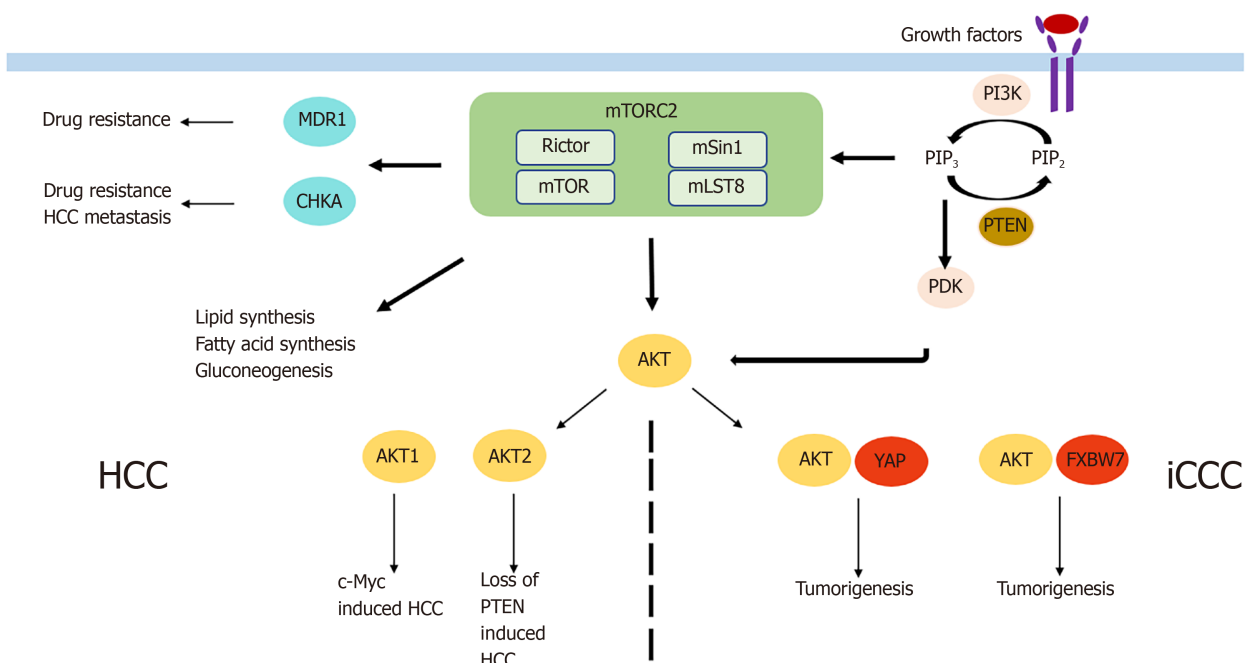 Growth factors
PI3K
PIP3
PIP2
PTEN
PDK
mTORC2
Rictor
mSin1
mTOR
mLST8
MDR1
Drug resistance
CHKA
Drug resistance
HCC metastasis
Lipid synthesis
Fatty acid synthesis
Gluconeogenesis
AKT
HCC
AKT1
AKT2
AKT
YAP
AKT
FXBW7
iCCC
c-Myc
induced HCC
Loss of
PTEN
induced
HCC
Tumorigenesis
Tumorigenesis